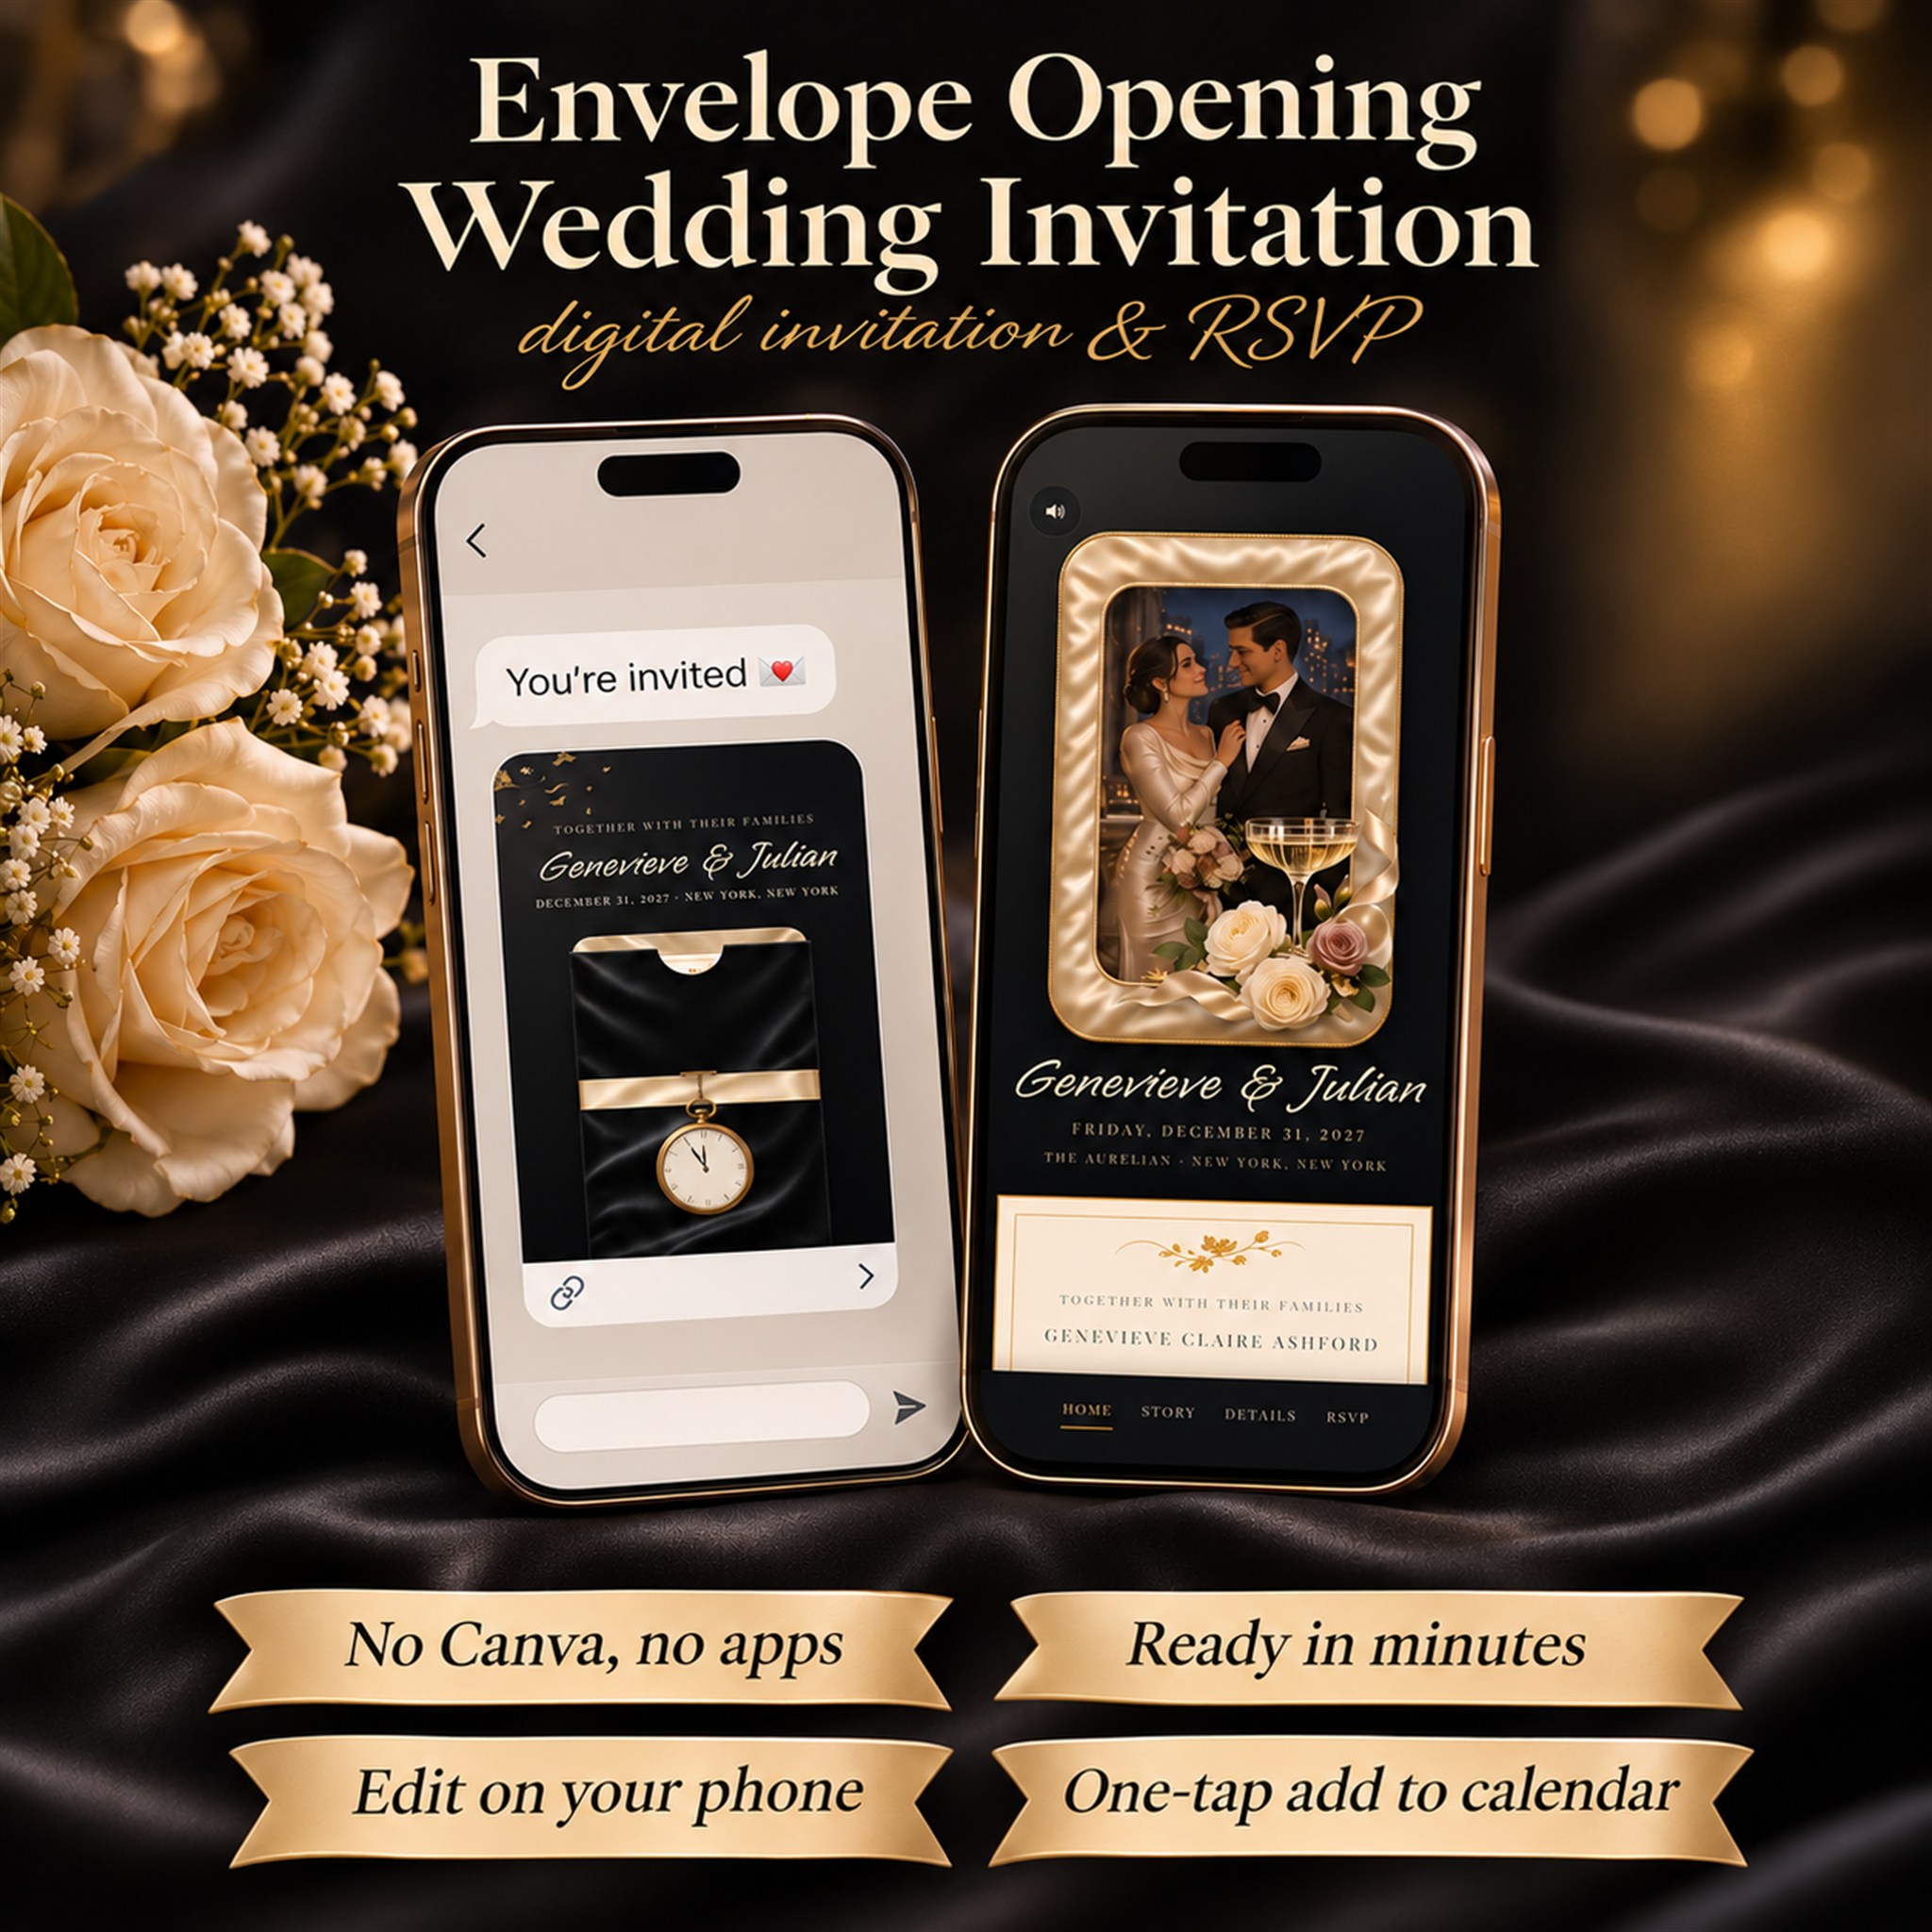 Envelope Opening
Wedding Invitation
digital invitation & RSVP
You're invited 💌
TOGETHER WITH THEIR FAMILIES
Genevieve & Julian
DECEMBER 31, 2027 · NEW YORK, NEW YORK
Genevieve & Julian
FRIDAY, DECEMBER 31, 2027
THE AURELIAN · NEW YORK, NEW YORK
TOGETHER WITH THEIR FAMILIES
GENEVIEVE CLAIRE ASHFORD
HOME STORY DETAILS RSVP
No Canva, no apps
Ready in minutes
Edit on your phone
One-tap add to calendar